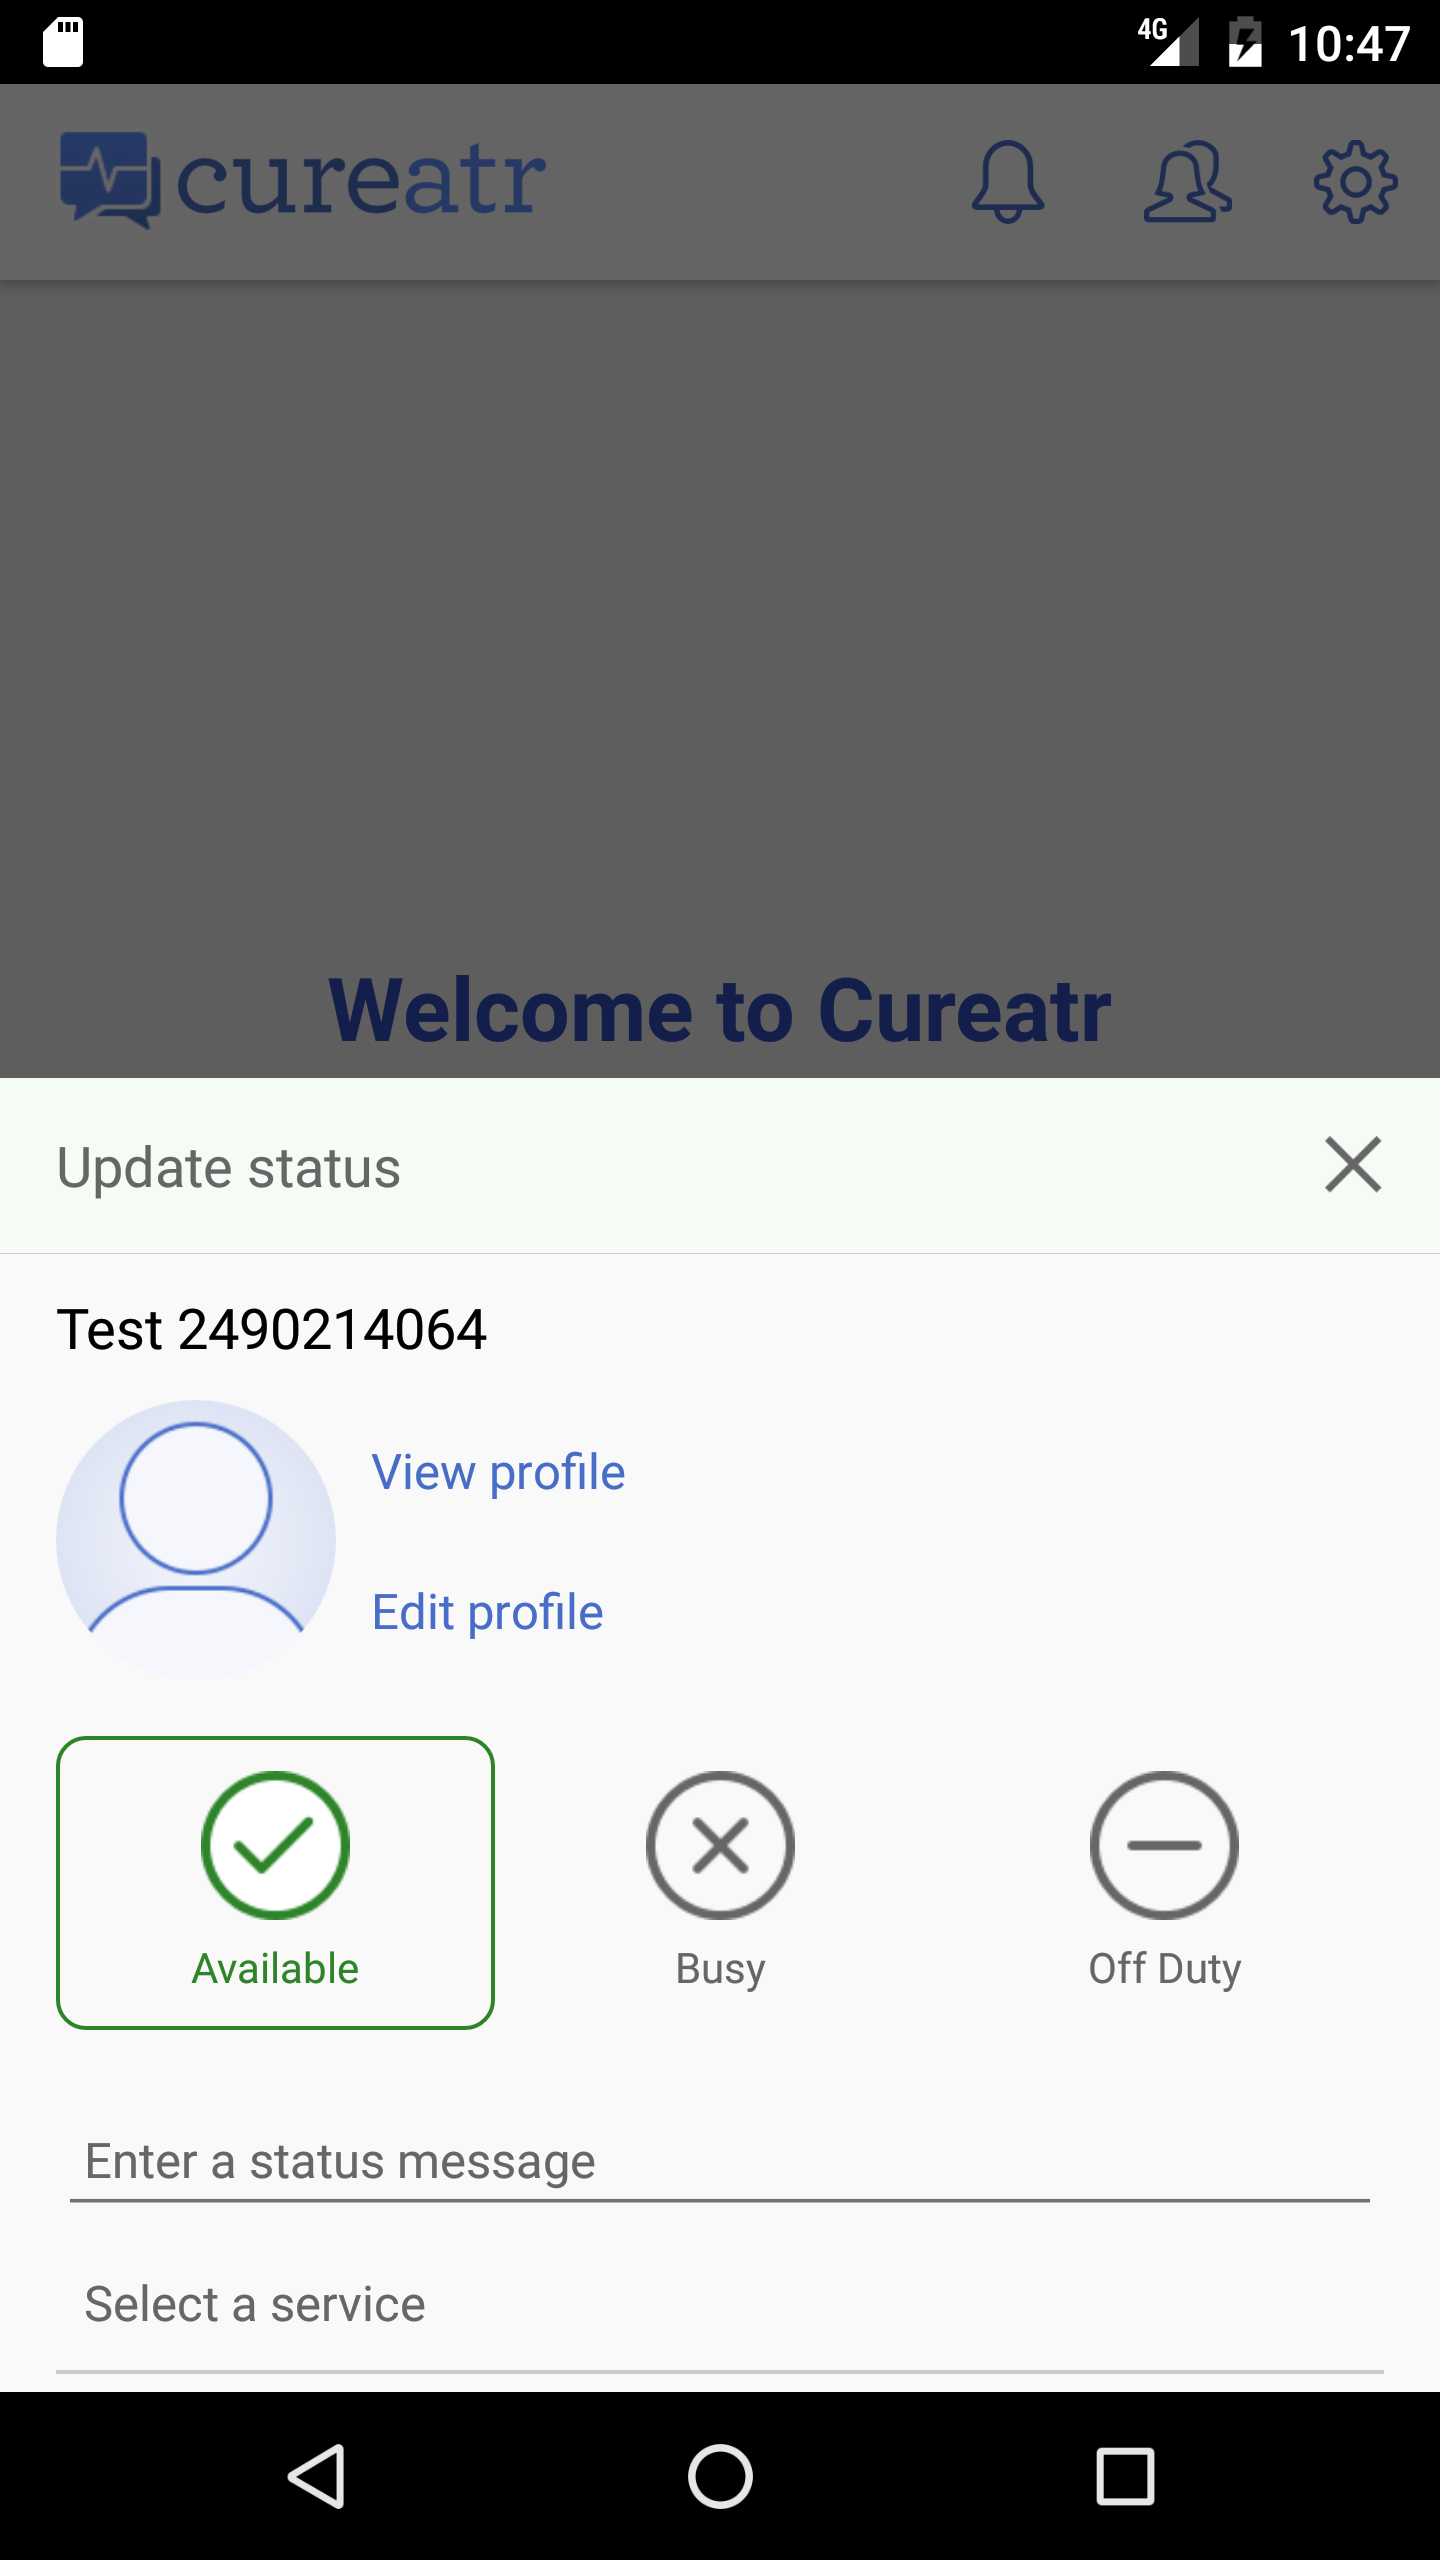 4G 10:47
cureatr
Welcome to Cureatr
Update status
Test 2490214064
View profile
Edit profile
Available Busy Off Duty
Enter a status message
Select a service